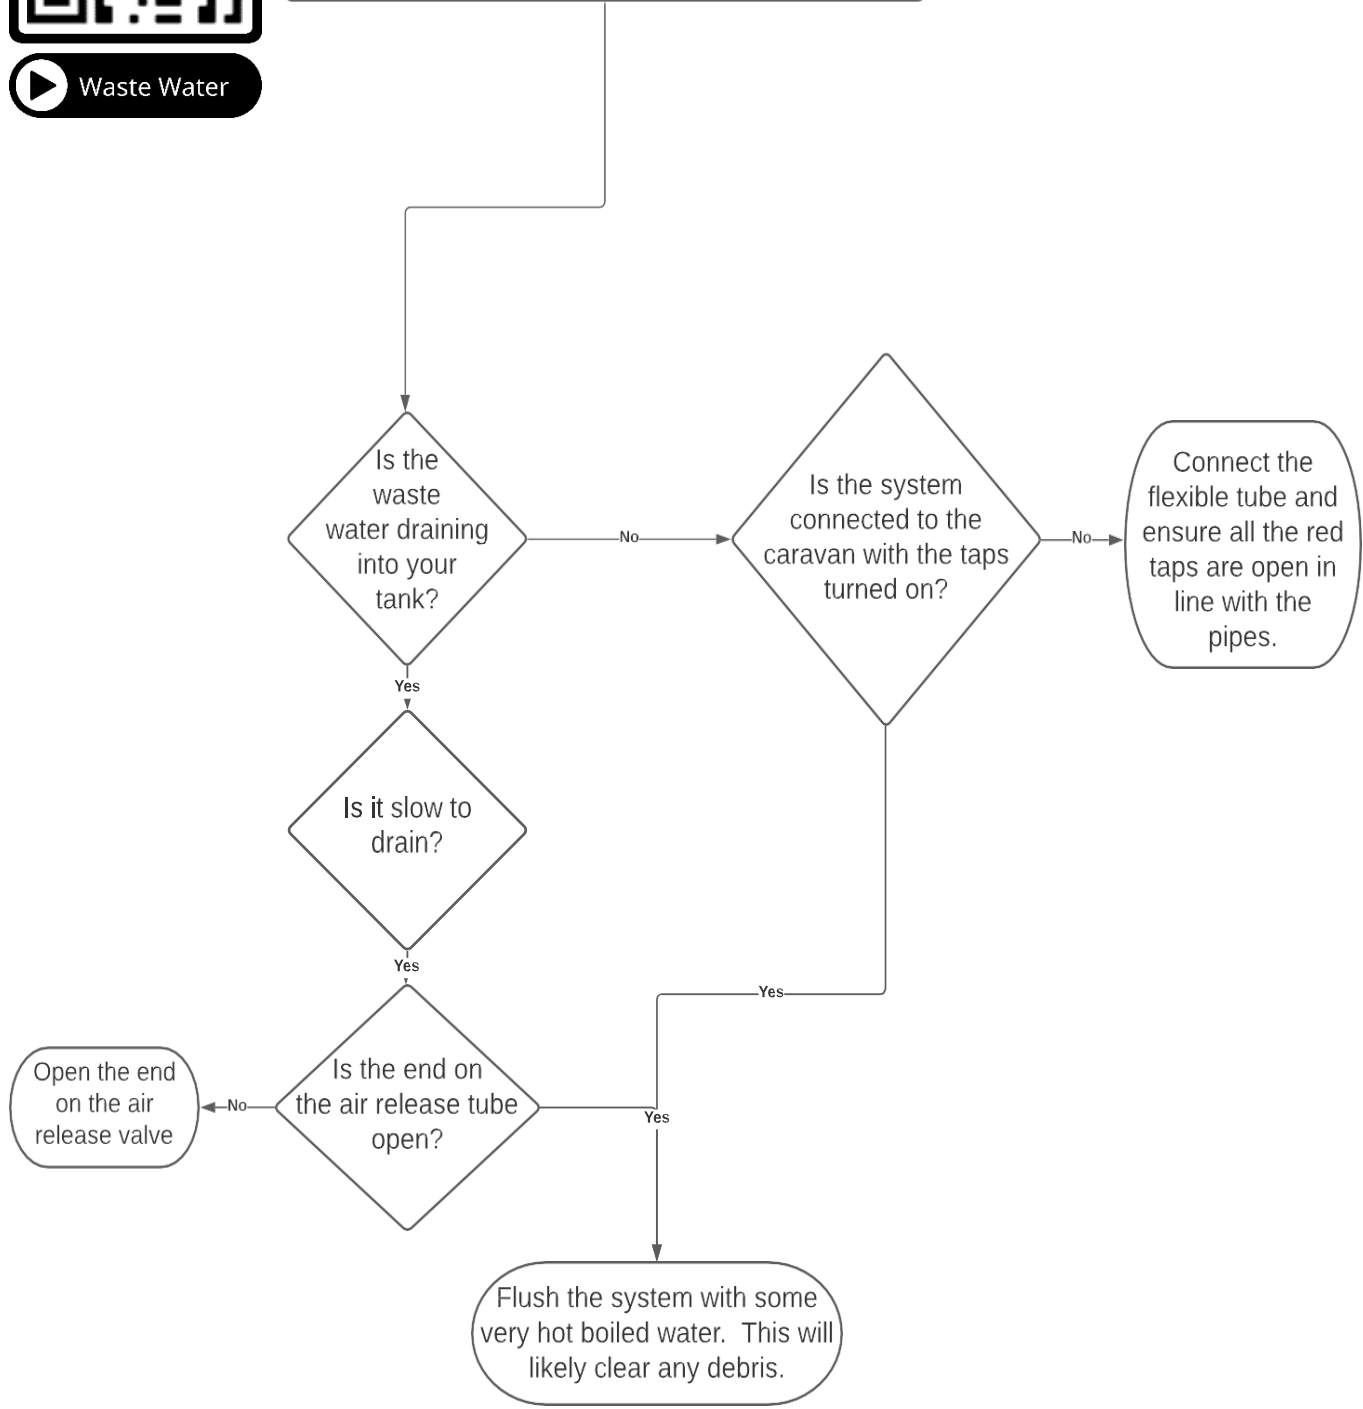 Waste Water
Is the
waste
water draining
into your
tank?
No
Is the system
connected to the
caravan with the taps
turned on?
No
Connect the
flexible tube and
ensure all the red
taps are open in
line with the
pipes.
Yes
Is it slow to
drain?
Yes
Yes
Is the end on
the air release tube
open?
No
Open the end
on the air
release valve
Yes
Flush the system with some
very hot boiled water.  This will
likely clear any debris.